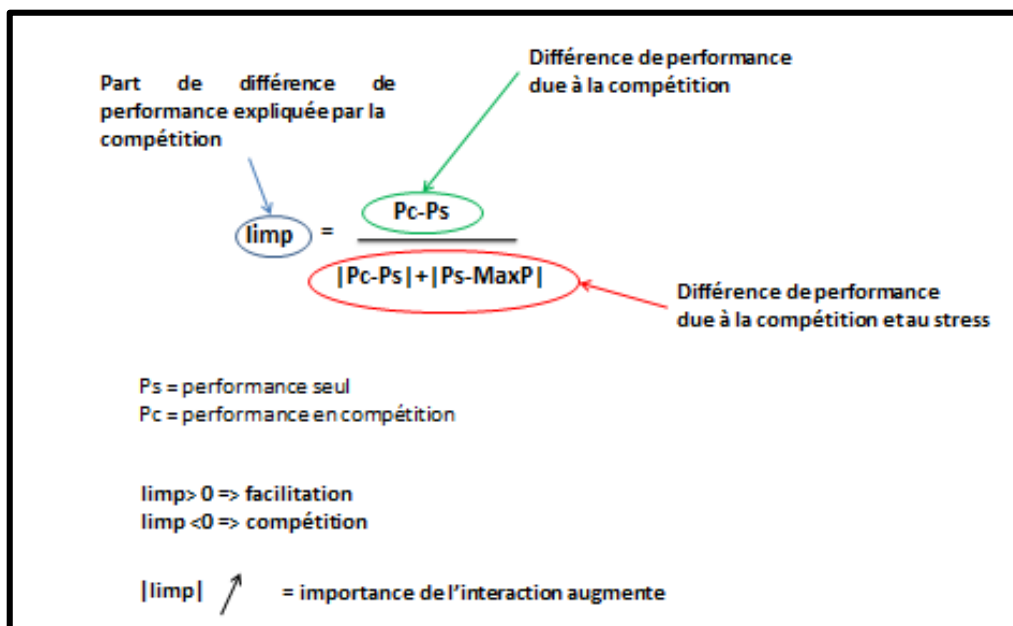 Différence de performance
due à la compétition
Part de différence de
performance expliquée par la
compétition
Iimp = Pc-Ps
|Pc-Ps|+|Ps-MaxP|
Différence de performance
due à la compétition et au stress
Ps = performance seul
Pc = performance en compétition
Iimp> 0 => facilitation
Iimp <0 => compétition
|Iimp| = importance de l'interaction augmente